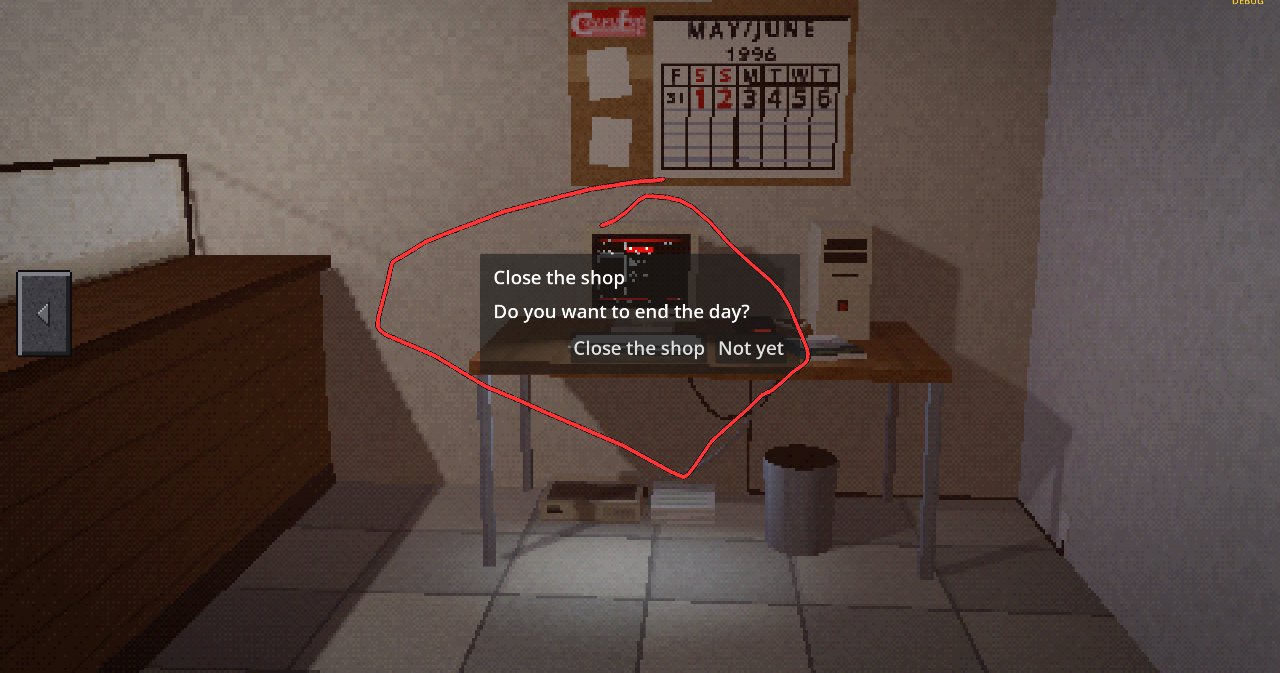 DEBUG
MAY/JUNE
1996
F S S M T W T
31 1 2 3 4 5 6
Close the shop
Do you want to end the day?
Close the shop Not yet